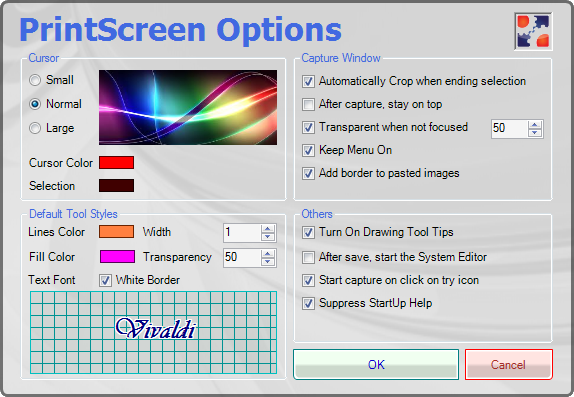 PrintScreen Options
Cursor
Small
Normal
Large
Cursor Color
Selection
Capture Window
Automatically Crop when ending selection
After capture, stay on top
Transparent when not focused 50
Keep Menu On
Add border to pasted images
Default Tool Styles
Lines Color Width 1
Fill Color Transparency 50
Text Font White Border
Vivaldi
Others
Turn On Drawing Tool Tips
After save, start the System Editor
Start capture on click on try icon
Suppress StartUp Help
OK Cancel